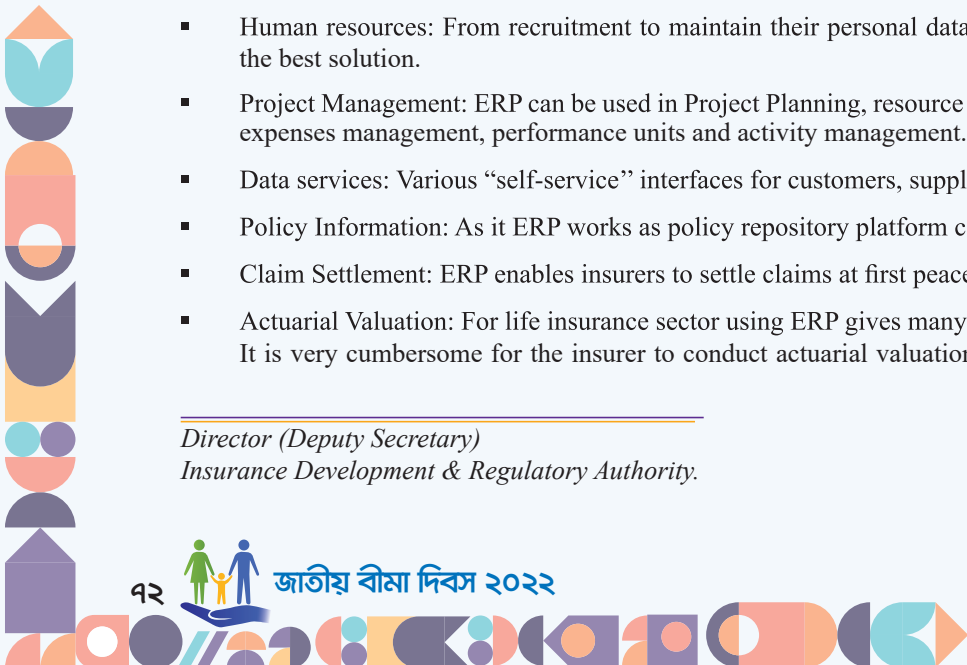 ▪ Human resources: From recruitment to maintain their personal data
the best solution.
▪ Project Management: ERP can be used in Project Planning, resource
expenses management, performance units and activity management.
▪ Data services: Various “self-service’’ interfaces for customers, suppl
▪ Policy Information: As it ERP works as policy repository platform c
▪ Claim Settlement: ERP enables insurers to settle claims at first peace
▪ Actuarial Valuation: For life insurance sector using ERP gives many
It is very cumbersome for the insurer to conduct actuarial valuation
Director (Deputy Secretary)
Insurance Development & Regulatory Authority.
৭২ জাতীয় বীমা দিবস ২০২২